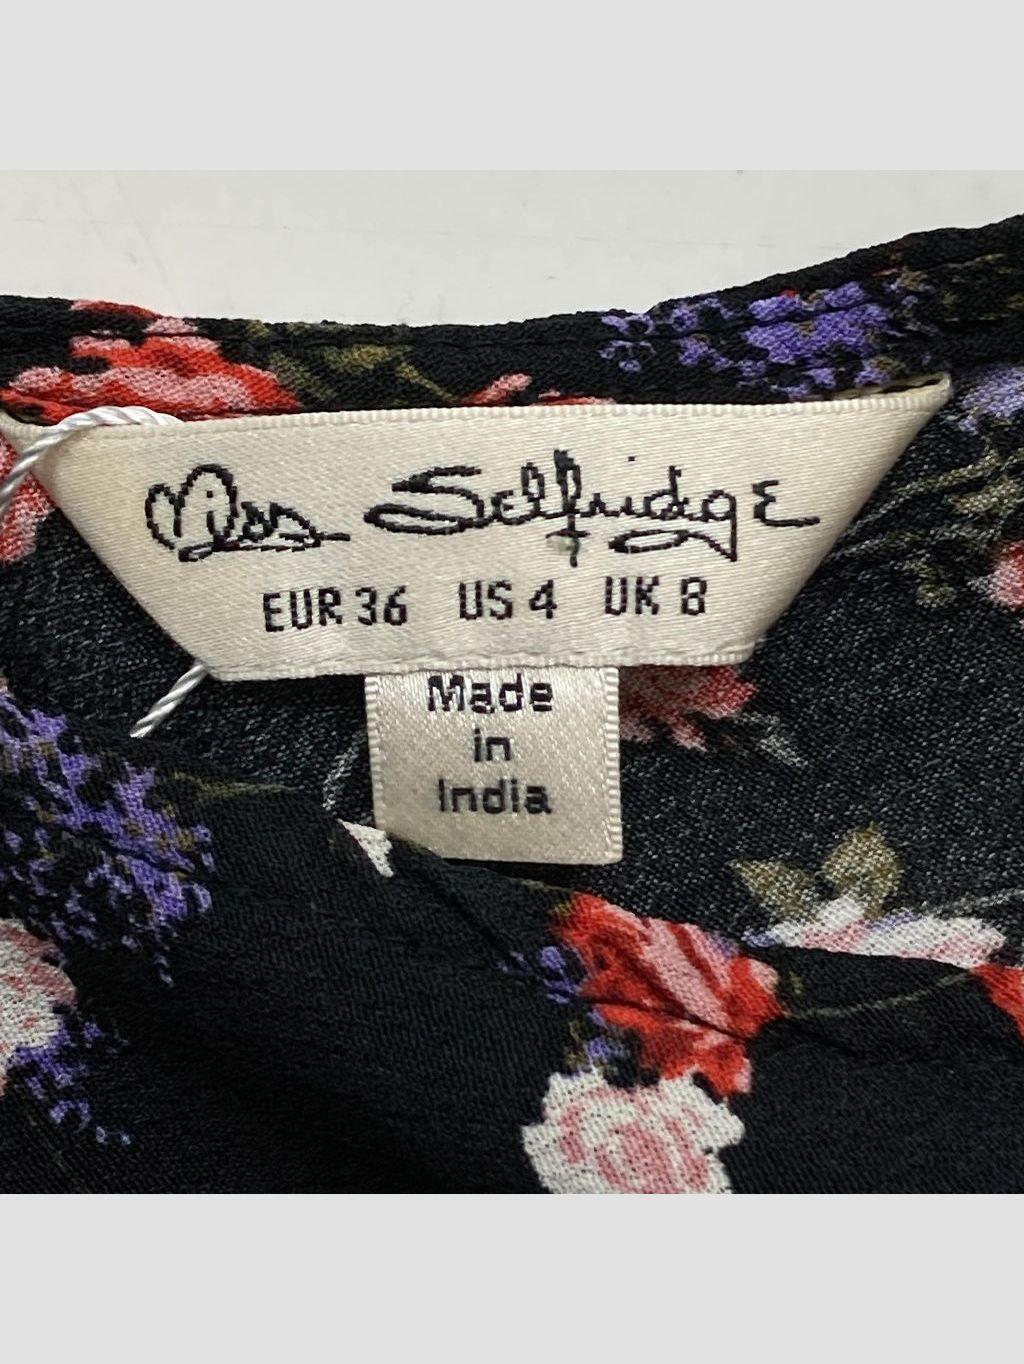 Miss Selfridge
EUR 36 US 4 UK 8
Made
in
India